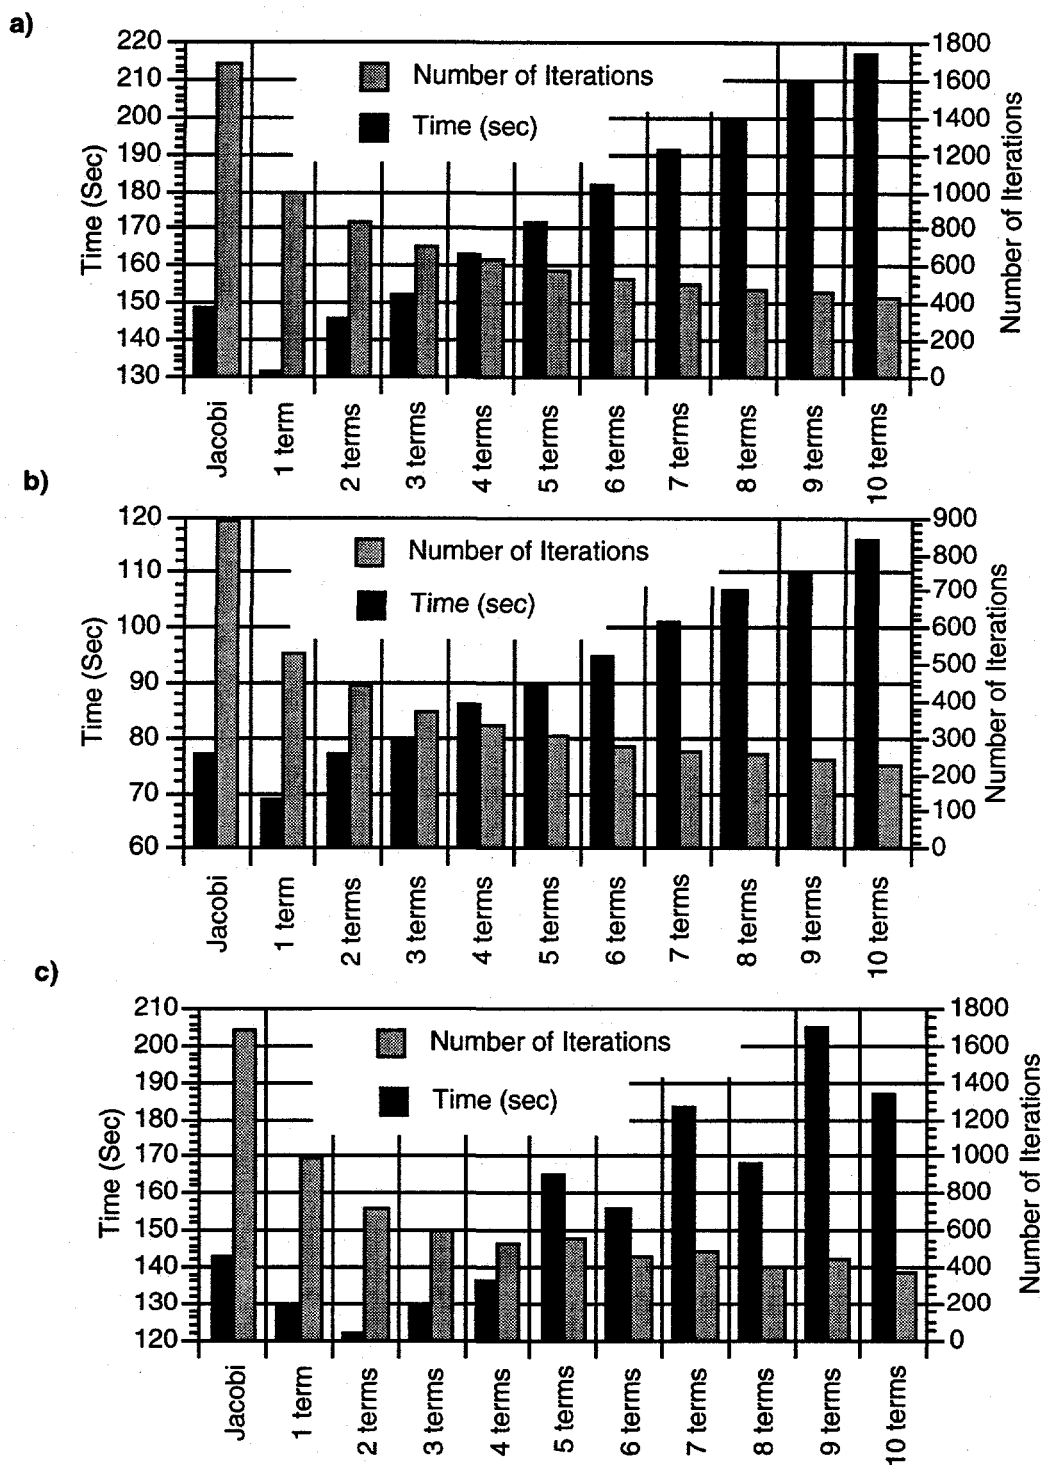 a)
220
210
200
190
180
170
160
150
140
130
Time (Sec)
Number of Iterations
Time (sec)
1800
1600
1400
1200
1000
800
600
400
200
0
Number of Iterations
Jacobi
1 term
2 terms
3 terms
4 terms
5 terms
6 terms
7 terms
8 terms
9 terms
10 terms
b)
120
110
100
90
80
70
60
Time (Sec)
Number of Iterations
Time (sec)
900
800
700
600
500
400
300
200
100
0
Number of Iterations
Jacobi
1 term
2 terms
3 terms
4 terms
5 terms
6 terms
7 terms
8 terms
9 terms
10 terms
c)
210
200
190
180
170
160
150
140
130
120
Time (Sec)
Number of Iterations
Time (sec)
1800
1600
1400
1200
1000
800
600
400
200
0
Number of Iterations
Jacobi
1 term
2 terms
3 terms
4 terms
5 terms
6 terms
7 terms
8 terms
9 terms
10 terms